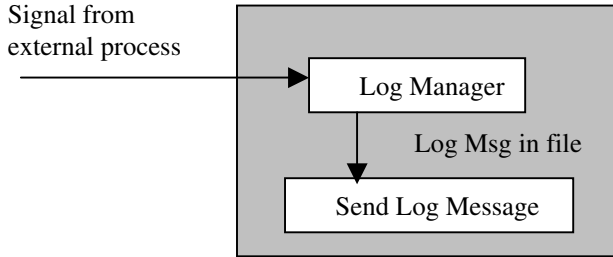 Signal from
external process
Log Manager
Log Msg in file
Send Log Message